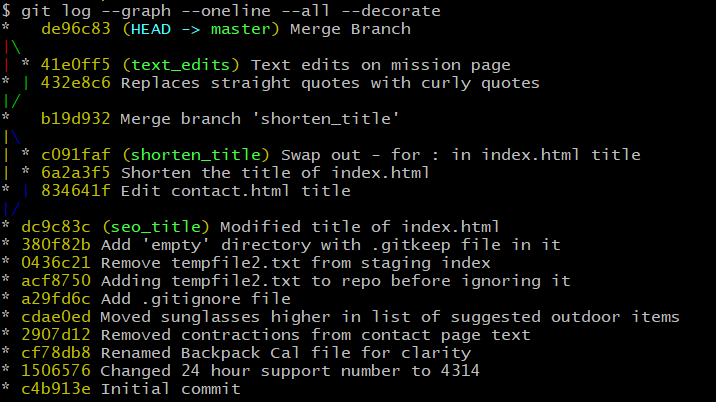 $ git log --graph --oneline --all --decorate
*   de96c83 (HEAD -> master) Merge Branch
|\
| * 41e0ff5 (text_edits) Text edits on mission page
* | 432e8c6 Replaces straight quotes with curly quotes
|/
*   b19d932 Merge branch 'shorten_title'
|\
| * c091faf (shorten_title) Swap out - for : in index.html title
| * 6a2a3f5 Shorten the title of index.html
* | 834641f Edit contact.html title
|/
* dc9c83c (seo_title) Modified title of index.html
* 380f82b Add 'empty' directory with .gitkeep file in it
* 0436c21 Remove tempfile2.txt from staging index
* acf8750 Adding tempfile2.txt to repo before ignoring it
* a29fd6c Add .gitignore file
* cdae0ed Moved sunglasses higher in list of suggested outdoor items
* 2907d12 Removed contractions from contact page text
* cf78db8 Renamed Backpack Cal file for clarity
* 1506576 Changed 24 hour support number to 4314
* c4b913e Initial commit